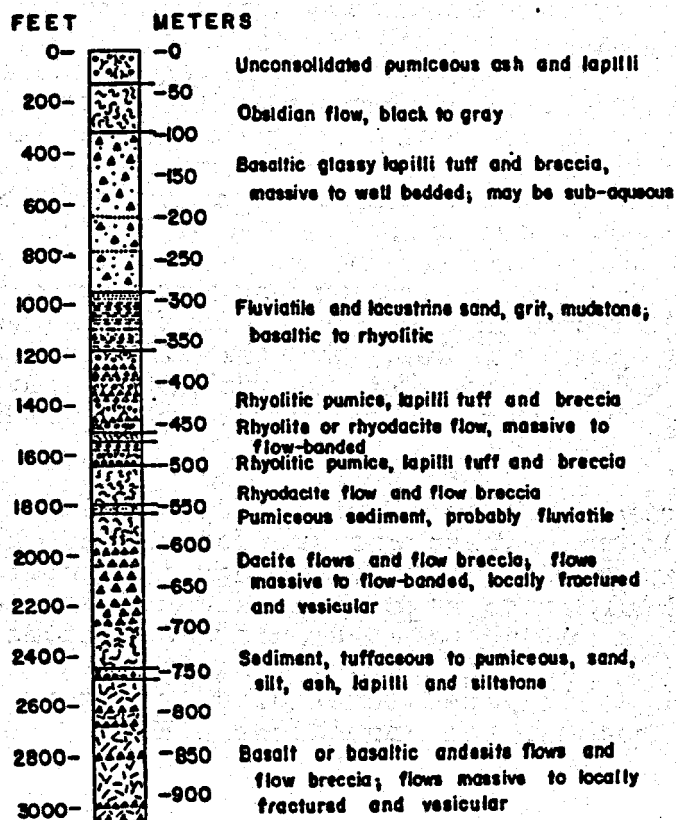 FEET METERS
0- -0
Unconsolidated pumiceous ash and lapilli
-50
200-
Obsidian flow, black to gray
-100
400-
Basaltic glassy lapilli tuff and breccia,
-150
massive to well bedded; may be sub-aqueous
600-
-200
800-
-250
1000- -300
Fluviatile and lacustrine sand, grit, mudstone;
basaltic to rhyolitic
-350
1200-
-400
Rhyolitic pumice, lapilli tuff and breccia
1400-
-450
Rhyolite or rhyodacite flow, massive to
flow-banded
1600-
-500
Rhyolitic pumice, lapilli tuff and breccia
Rhyodacite flow and flow breccia
1800- -550
Pumiceous sediment, probably fluviatile
-600
2000-
Dacite flows and flow breccia; flows
massive to flow-banded, locally fractured
-650
2200-
and vesicular
-700
2400-
Sediment, tuffaceous to pumiceous, sand,
-750
silt, ash, lapilli and siltstone
2600-
-800
2800- -850
Basalt or basaltic andesite flows and
flow breccia; flows massive to locally
-900
3000-
fractured and vesicular